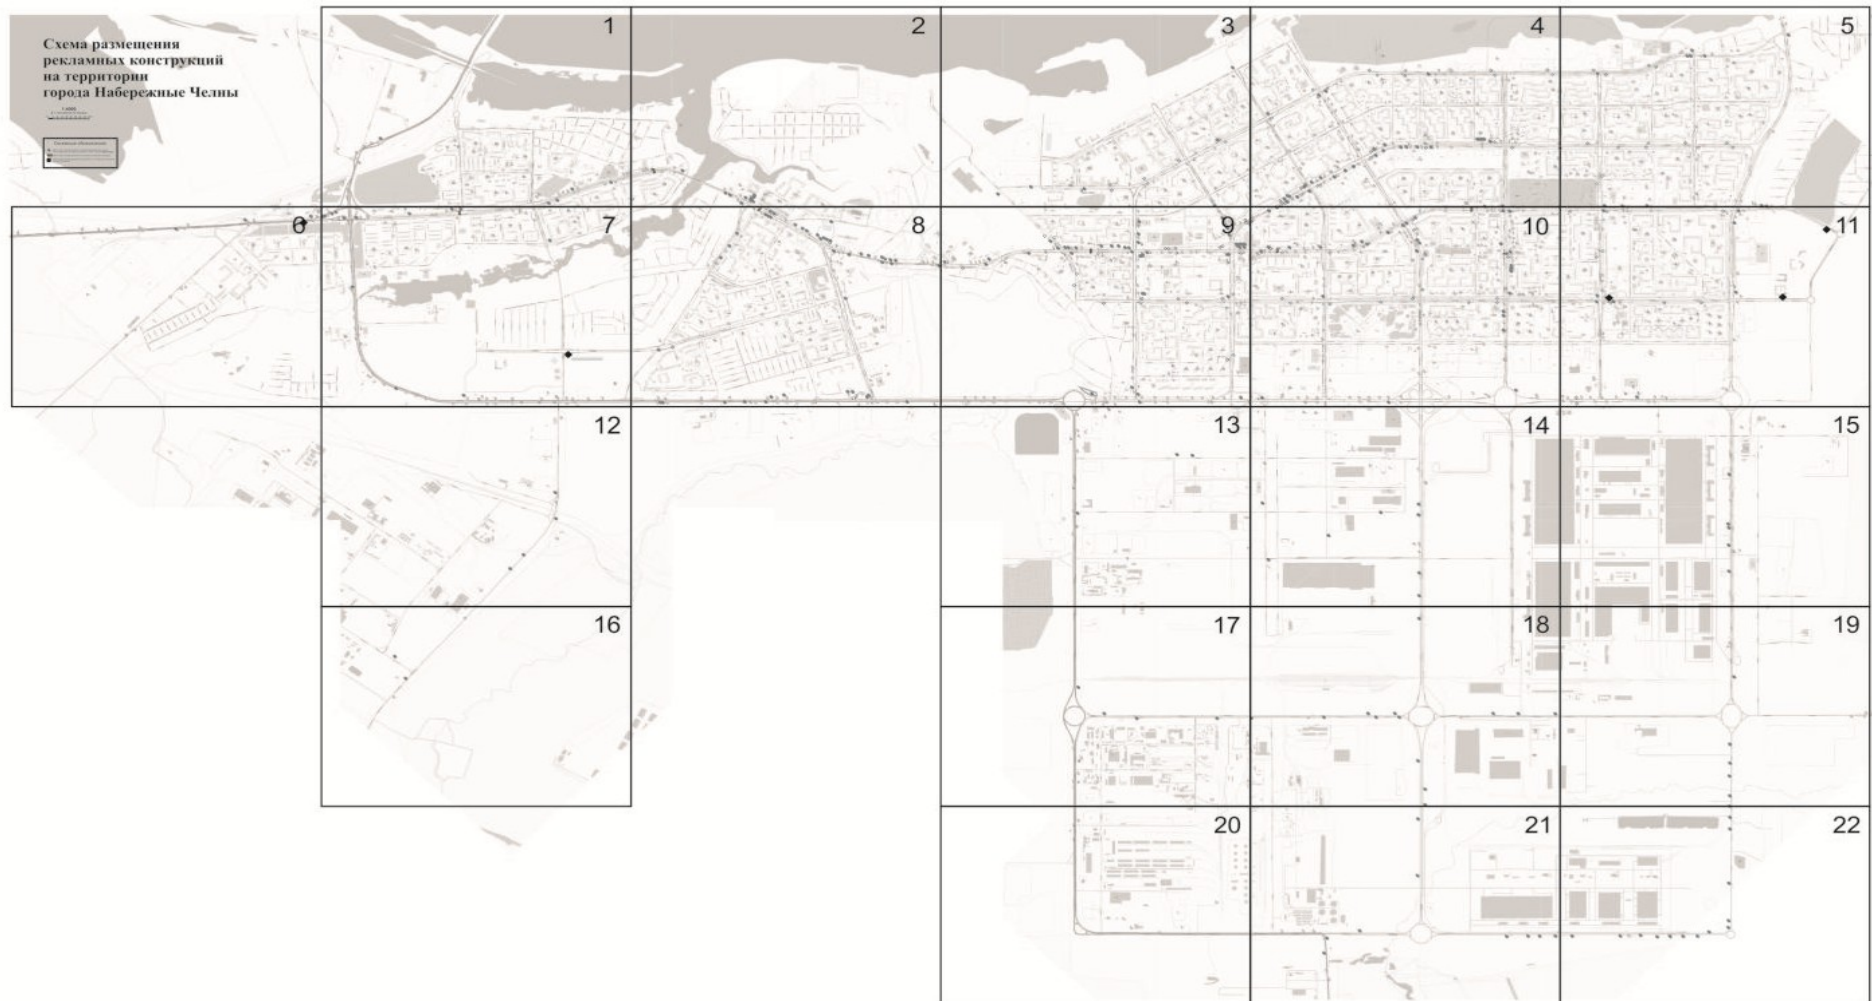 Схема размещения
рекламных конструкций
на территории
города Набережные Челны
1 2 3 4 5
6 7 8 9 10 11
12 13 14 15
16 17 18 19
20 21 22